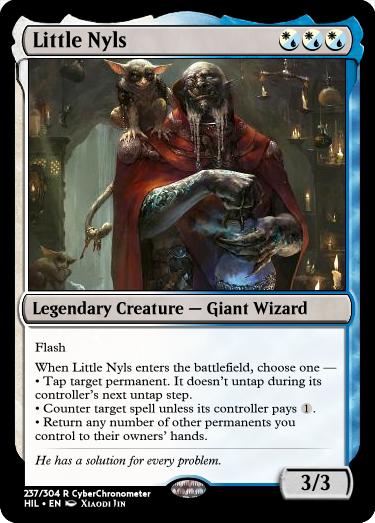 Little Nyls
Legendary Creature — Giant Wizard
Flash
When Little Nyls enters the battlefield, choose one —
• Tap target permanent. It doesn't untap during its
controller's next untap step.
• Counter target spell unless its controller pays 1.
• Return any number of other permanents you
control to their owners' hands.
He has a solution for every problem.
3/3
237/304 R CyberChronometer
HIL • EN Xiaodi Jin